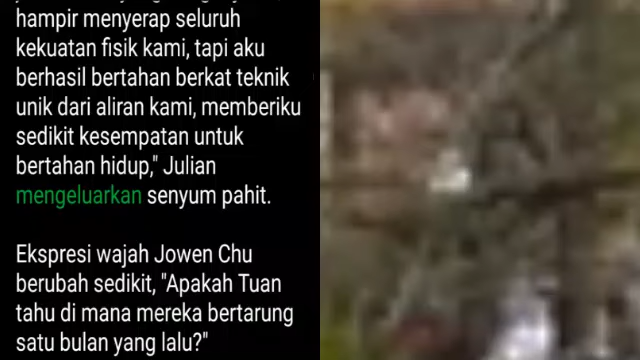 hampir menyerap seluruh
kekuatan fisik kami, tapi aku
berhasil bertahan berkat teknik
unik dari aliran kami, memberiku
sedikit kesempatan untuk
bertahan hidup," Julian
mengeluarkan senyum pahit.
Ekspresi wajah Jowen Chu
berubah sedikit, "Apakah Tuan
tahu di mana mereka bertarung
satu bulan yang lalu?"